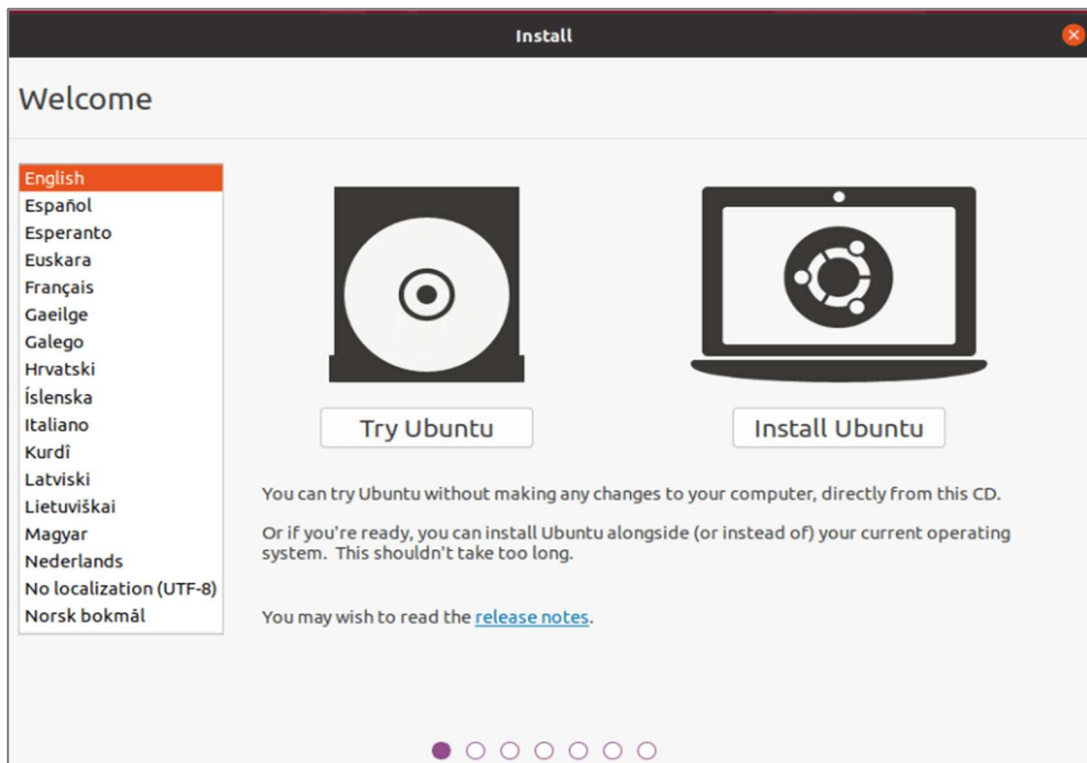 Install
Welcome
English
Español
Esperanto
Euskara
Français
Gaeilge
Galego
Hrvatski
Íslenska
Italiano
Kurdî
Latviski
Lietuviškai
Magyar
Nederlands
No localization (UTF-8)
Norsk bokmål
Try Ubuntu
Install Ubuntu
You can try Ubuntu without making any changes to your computer, directly from this CD.
Or if you're ready, you can install Ubuntu alongside (or instead of) your current operating
system. This shouldn't take too long.
You may wish to read the release notes.